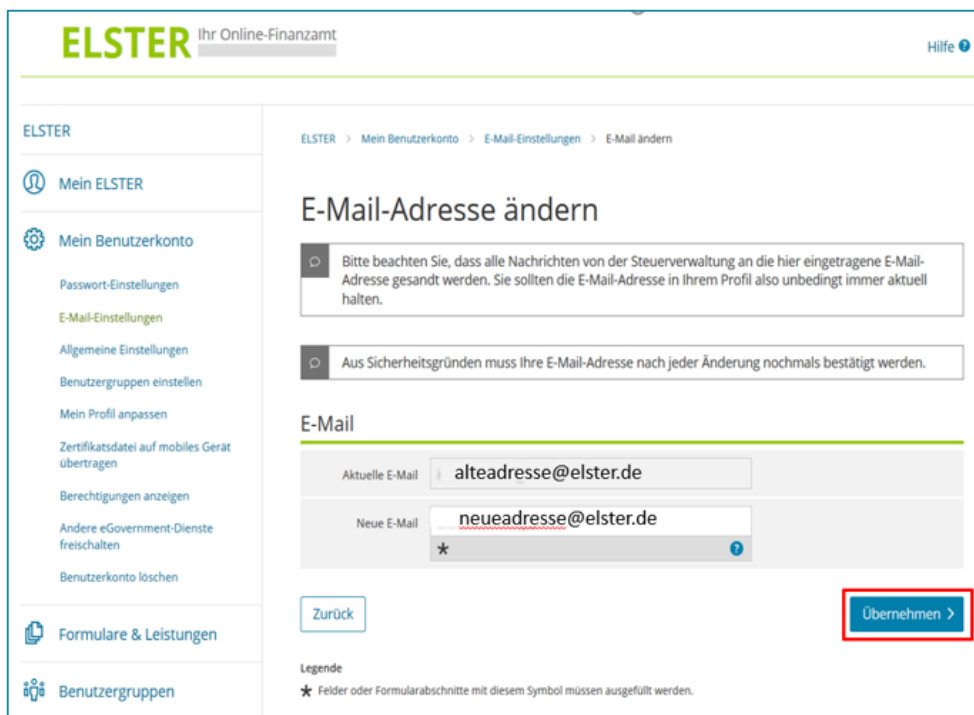 ELSTER Ihr Online-Finanzamt
Hilfe ?
ELSTER
Mein ELSTER
Mein Benutzerkonto
Passwort-Einstellungen
E-Mail-Einstellungen
Allgemeine Einstellungen
Benutzergruppen einstellen
Mein Profil anpassen
Zertifikatsdatei auf mobiles Gerät
übertragen
Berechtigungen anzeigen
Andere eGovernment-Dienste
freischalten
Benutzerkonto löschen
Formulare & Leistungen
Benutzergruppen
ELSTER > Mein Benutzerkonto > E-Mail-Einstellungen > E-Mail ändern
E-Mail-Adresse ändern
Bitte beachten Sie, dass alle Nachrichten von der Steuerverwaltung an die hier eingetragene E-Mail-
Adresse gesandt werden. Sie sollten die E-Mail-Adresse in Ihrem Profil also unbedingt immer aktuell
halten.
Aus Sicherheitsgründen muss Ihre E-Mail-Adresse nach jeder Änderung nochmals bestätigt werden.
E-Mail
Aktuelle E-Mail alteadresse@elster.de
Neue E-Mail neueadresse@elster.de
* ?
Zurück
Übernehmen >
Legende
* Felder oder Formularabschnitte mit diesem Symbol müssen ausgefüllt werden.